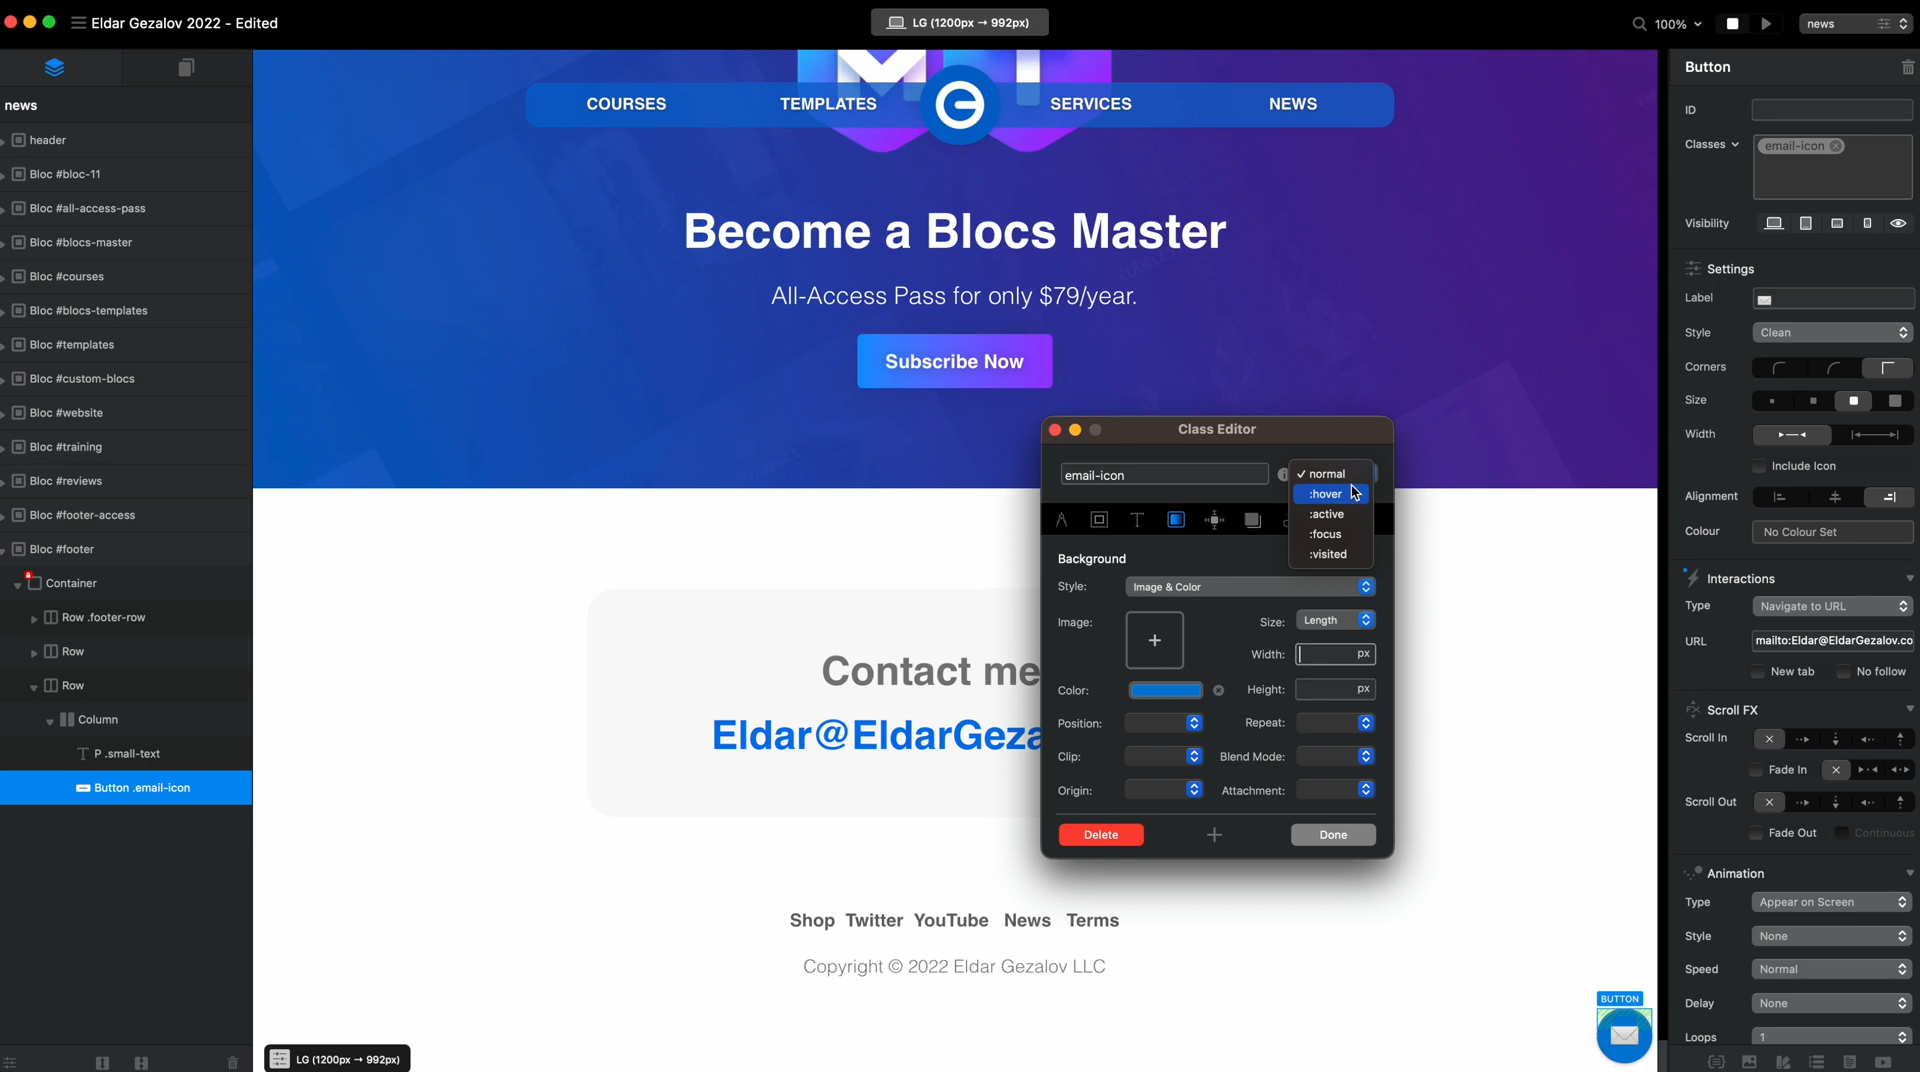 Eldar Gezalov 2022 - Edited
LG (1200px → 992px)
100%
news
news
header
Bloc #bloc-11
Bloc #all-access-pass
Bloc #blocs-master
Bloc #courses
Bloc #blocs-templates
Bloc #templates
Bloc #custom-blocs
Bloc #website
Bloc #training
Bloc #reviews
Bloc #footer-access
Bloc #footer
Container
Row .footer-row
Row
Row
Column
P .small-text
Button .email-icon
COURSES
TEMPLATES
SERVICES
NEWS
Become a Blocs Master
All-Access Pass for only $79/year.
Subscribe Now
Contact me
Eldar@EldarGeza
Shop Twitter YouTube News Terms
Copyright © 2022 Eldar Gezalov LLC
BUTTON
LG (1200px → 992px)
Class Editor
email-icon
✓ normal
:hover
:active
:focus
:visited
Background
Style: Image & Color
Image:
Size: Length
Width: px
Color:
Height: px
Position:
Repeat:
Clip:
Blend Mode:
Origin:
Attachment:
Delete
Done
Button
ID
Classes
email-icon
Visibility
Settings
Label
Style Clean
Corners
Size
Width
Include Icon
Alignment
Colour No Colour Set
Interactions
Type Navigate to URL
URL mailto:Eldar@EldarGezalov.co
New tab No follow
Scroll FX
Scroll In
Fade In
Scroll Out
Fade Out Continuous
Animation
Type Appear on Screen
Style None
Speed Normal
Delay None
Loops 1